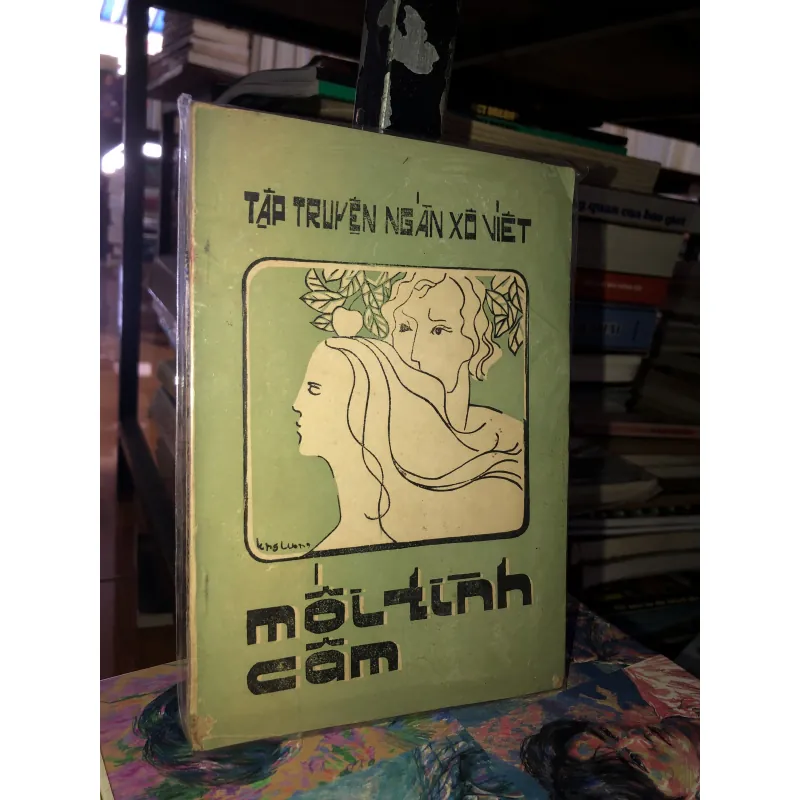 TẬP TRUYỆN NGẮN XÔ VIẾT
mối tình
câm